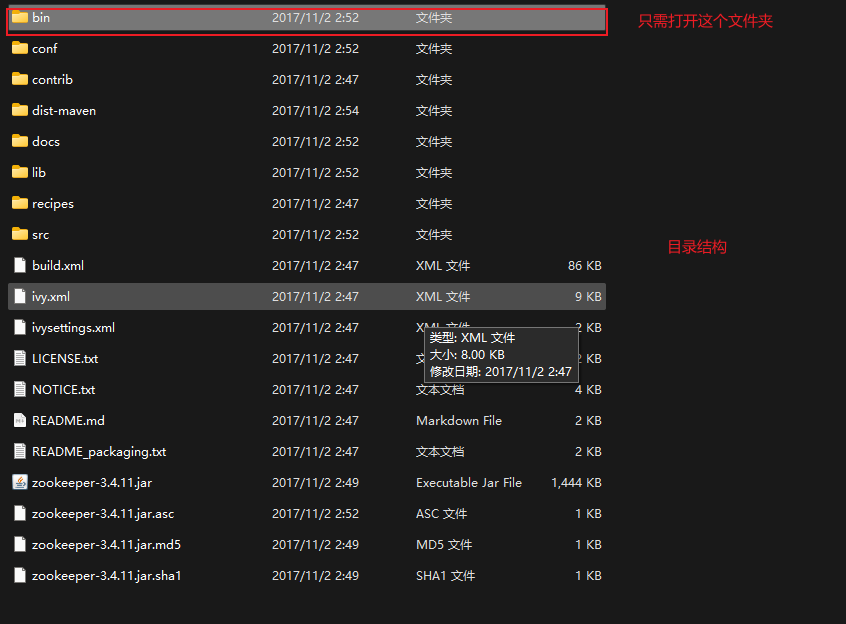 bin 2017/11/2 2:52 文件夹 只需打开这个文件夹
conf 2017/11/2 2:52 文件夹
contrib 2017/11/2 2:47 文件夹
dist-maven 2017/11/2 2:54 文件夹
docs 2017/11/2 2:52 文件夹
lib 2017/11/2 2:52 文件夹
recipes 2017/11/2 2:47 文件夹
src 2017/11/2 2:52 文件夹
目录结构
build.xml 2017/11/2 2:47 XML 文件 86 KB
ivy.xml 2017/11/2 2:47 XML 文件 9 KB
ivysettings.xml 2017/11/2 2:47 XML 文件 2 KB
类型: XML 文件
大小: 8.00 KB
修改日期: 2017/11/2 2:47
LICENSE.txt 2017/11/2 2:47 2 KB
NOTICE.txt 2017/11/2 2:47 文本文档 4 KB
README.md 2017/11/2 2:47 Markdown File 2 KB
README_packaging.txt 2017/11/2 2:47 文本文档 2 KB
zookeeper-3.4.11.jar 2017/11/2 2:49 Executable Jar File 1,444 KB
zookeeper-3.4.11.jar.asc 2017/11/2 2:52 ASC 文件 1 KB
zookeeper-3.4.11.jar.md5 2017/11/2 2:49 MD5 文件 1 KB
zookeeper-3.4.11.jar.sha1 2017/11/2 2:49 SHA1 文件 1 KB